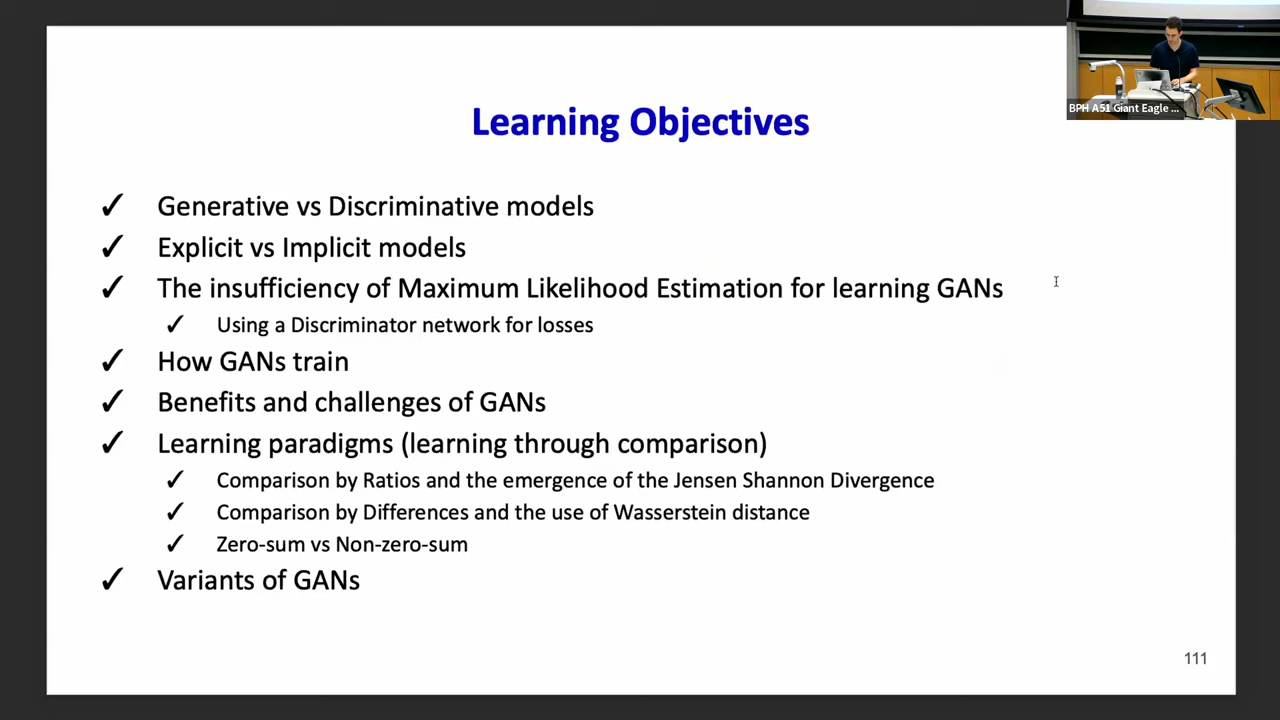 BPH A51 Giant Eagle ...
Learning Objectives
✓ Generative vs Discriminative models
✓ Explicit vs Implicit models
✓ The insufficiency of Maximum Likelihood Estimation for learning GANs
✓ Using a Discriminator network for losses
✓ How GANs train
✓ Benefits and challenges of GANs
✓ Learning paradigms (learning through comparison)
✓ Comparison by Ratios and the emergence of the Jensen Shannon Divergence
✓ Comparison by Differences and the use of Wasserstein distance
✓ Zero-sum vs Non-zero-sum
✓ Variants of GANs
111